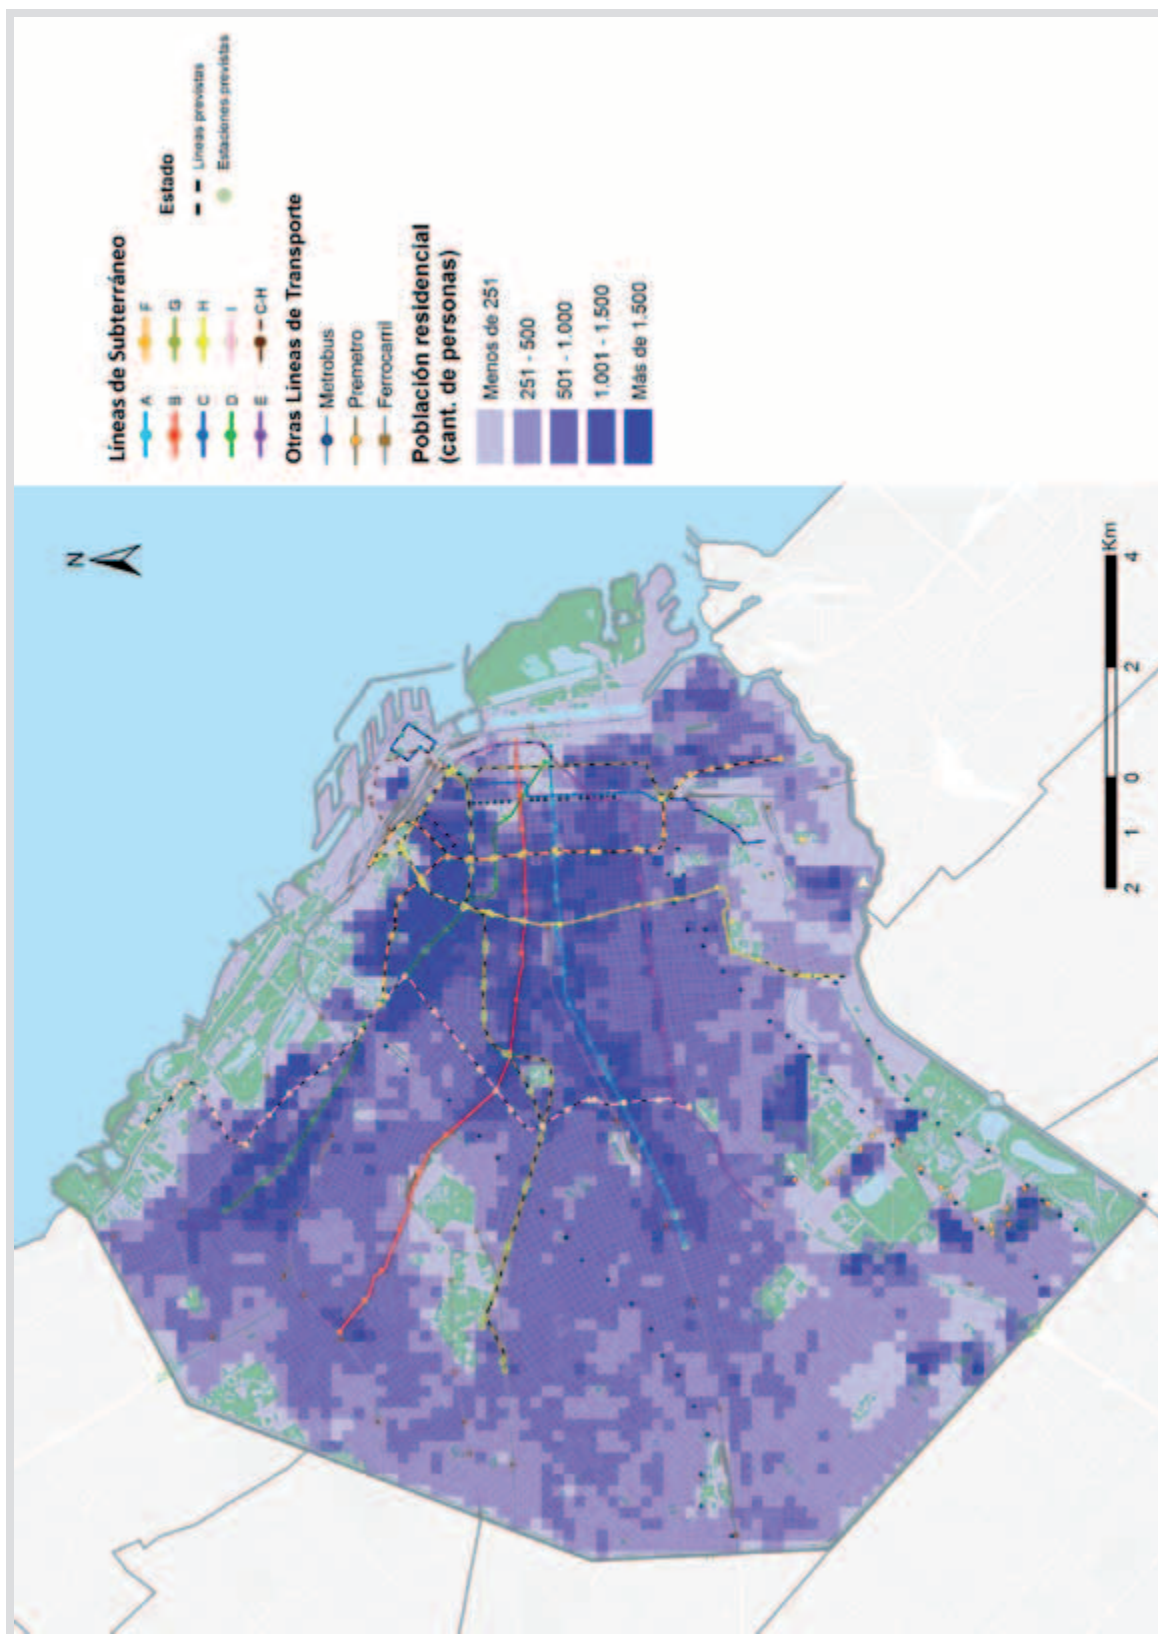 Líneas de Subterráneo
A
B
C
D
E
F
G
H
I
C-H
Estado
Líneas previstas
Estaciones previstas
Otras Líneas de Transporte
Metrobus
Premetro
Ferrocarril
Población residencial
(cant. de personas)
Menos de 251
251 - 500
501 - 1.000
1.001 - 1.500
Más de 1.500
N
2 1 0 2 4
Km